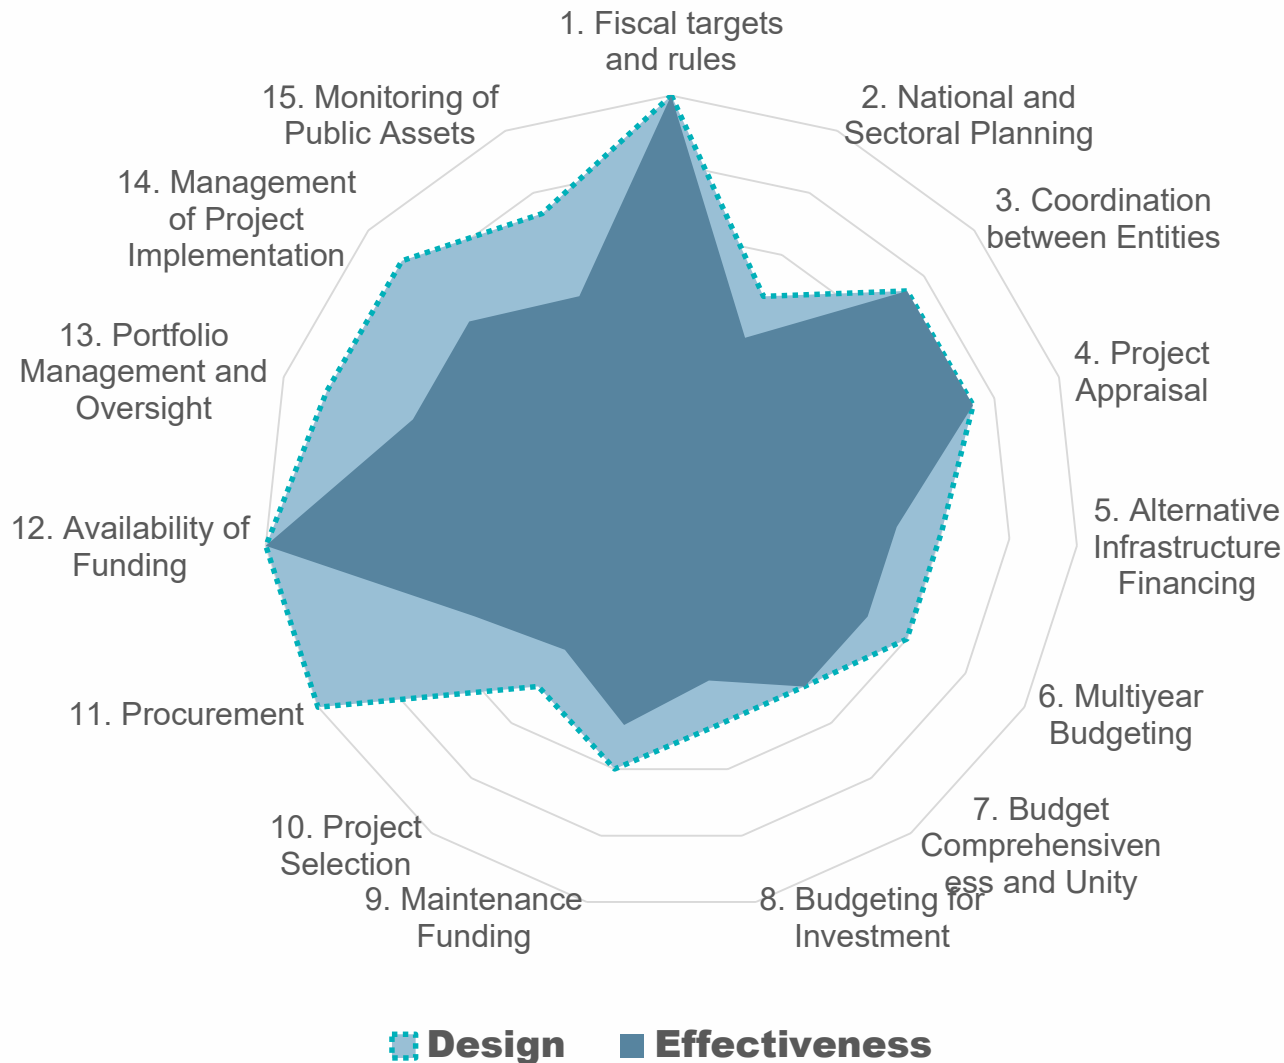 1. Fiscal targets
and rules
2. National and
Sectoral Planning
3. Coordination
between Entities
4. Project
Appraisal
5. Alternative
Infrastructure
Financing
6. Multiyear
Budgeting
7. Budget
Comprehensiven
ess and Unity
8. Budgeting for
Investment
9. Maintenance
Funding
10. Project
Selection
11. Procurement
12. Availability of
Funding
13. Portfolio
Management and
Oversight
14. Management
of Project
Implementation
15. Monitoring of
Public Assets
Design
Effectiveness